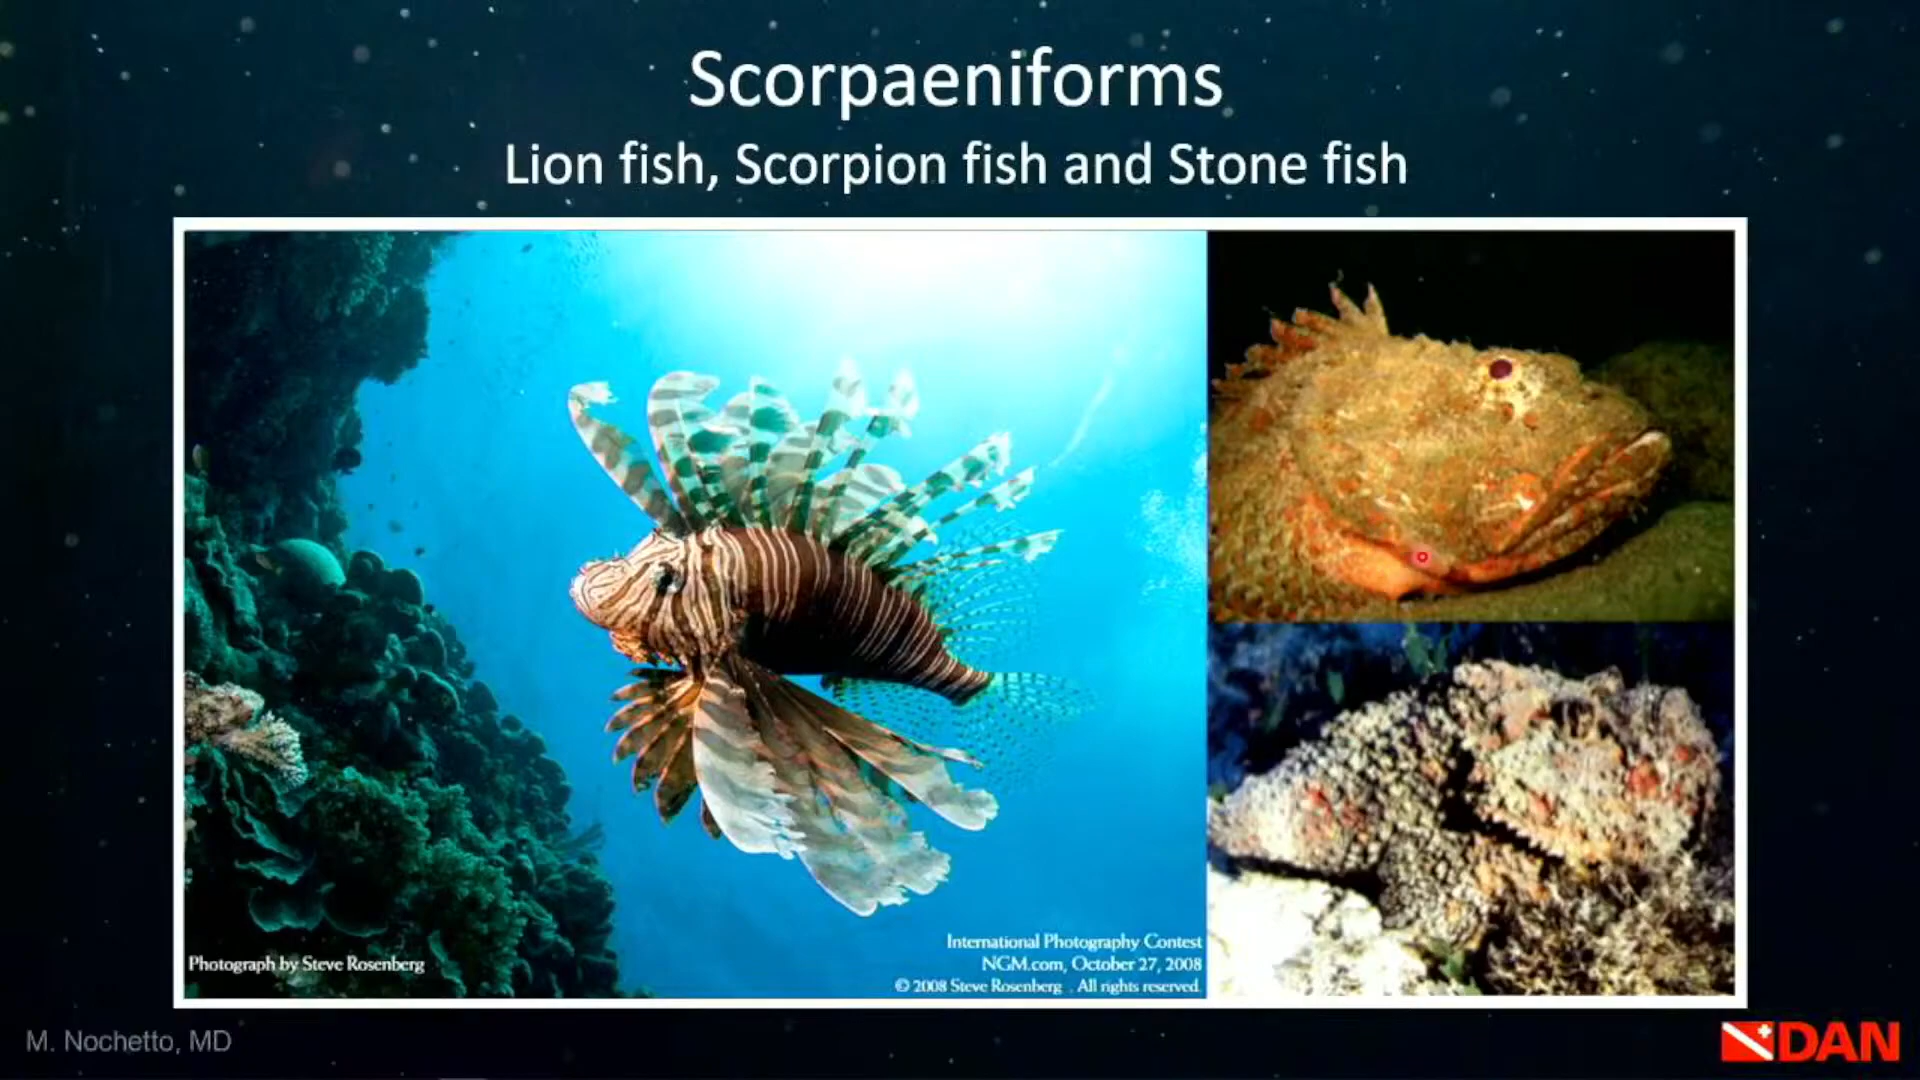 Scorpaeniforms
Lion fish, Scorpion fish and Stone fish
Photograph by Steve Rosenberg
International Photography Contest
NGM.com, October 27, 2008
© 2008 Steve Rosenberg . All rights reserved.
M. Nochetto, MD
DAN